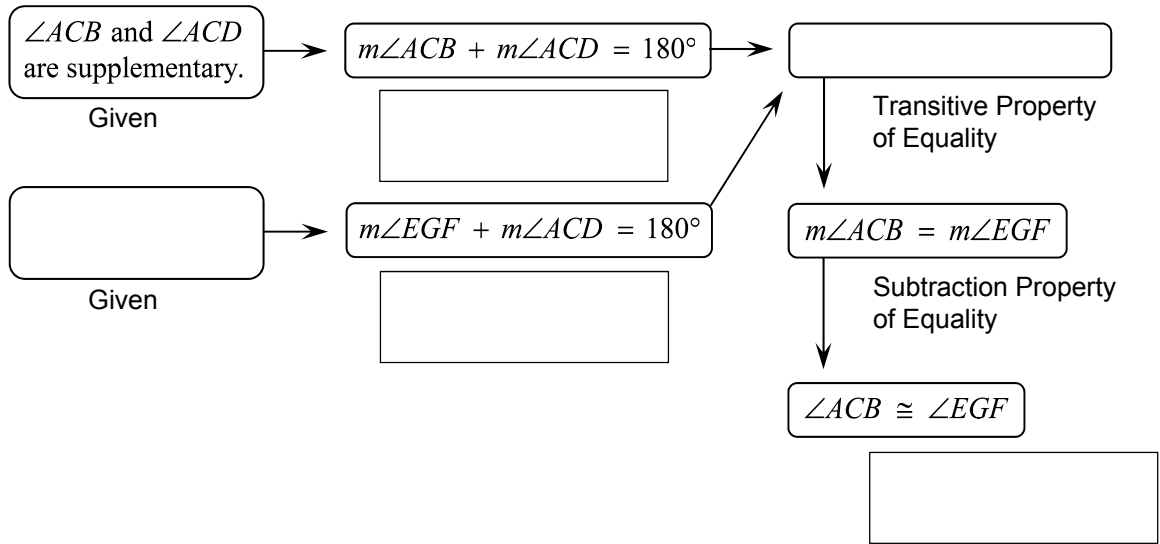 ∠ACB and ∠ACD
are supplementary.
Given
m∠ACB + m∠ACD = 180°
Transitive Property
of Equality
Given
m∠EGF + m∠ACD = 180°
m∠ACB = m∠EGF
Subtraction Property
of Equality
∠ACB ≅ ∠EGF